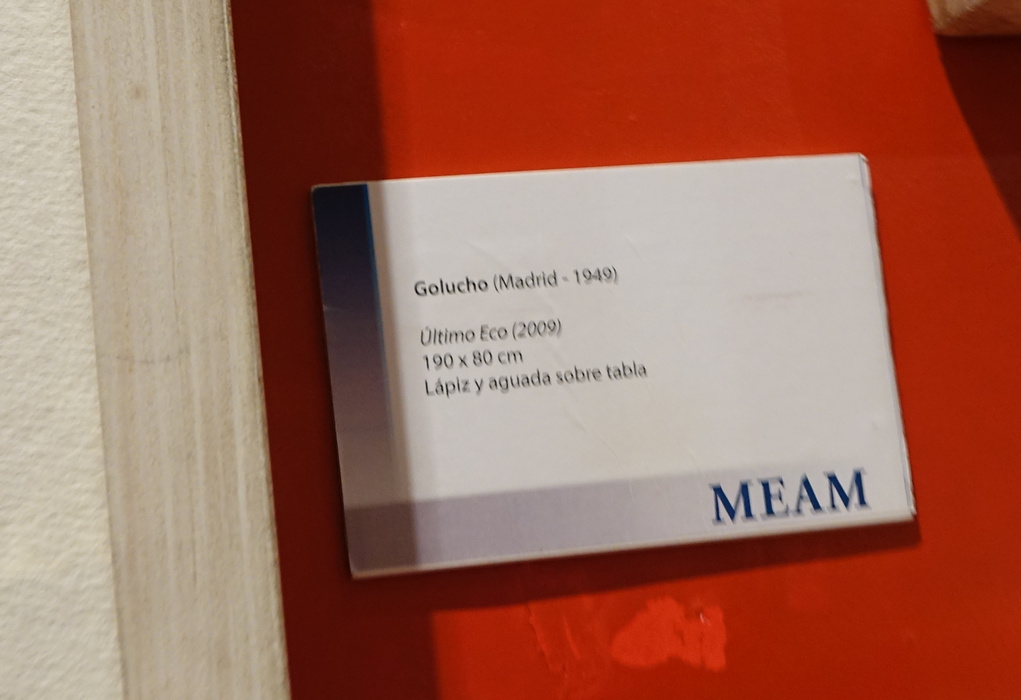 Golucho (Madrid - 1949)
Último Eco (2009)
190 x 80 cm
Lápiz y aguada sobre tabla
MEAM